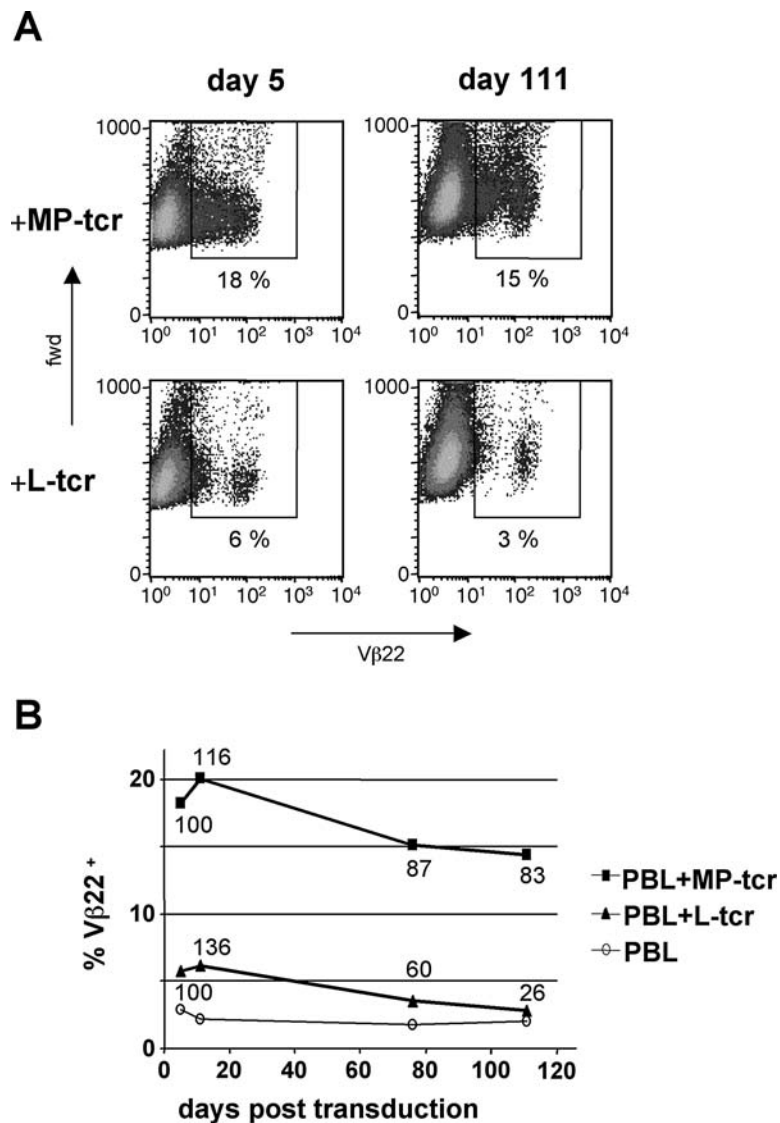 A
day 5
day 111
1000
0
10⁰ 10¹ 10² 10³ 10⁴
18 %
1000
0
10⁰ 10¹ 10² 10³ 10⁴
15 %
+MP-tcr
fwd
1000
0
10⁰ 10¹ 10² 10³ 10⁴
6 %
1000
0
10⁰ 10¹ 10² 10³ 10⁴
3 %
+L-tcr
Vβ22
B
% Vβ22 +
20
10
0
116
100
87
83
136
100
60
26
0 20 40 60 80 100 120
days post transduction
PBL+MP-tcr
PBL+L-tcr
PBL